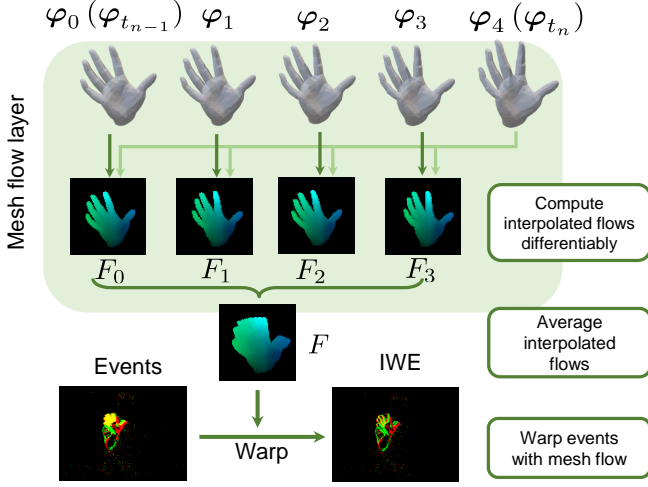 φ₀ (φₜₙ₋₁) φ₁ φ₂ φ₃ φ₄ (φₜₙ)
Mesh flow layer
F₀ F₁ F₂ F₃
Compute
interpolated flows
differentiably
F
Average
interpolated
flows
Events
IWE
Warp
Warp events
with mesh flow